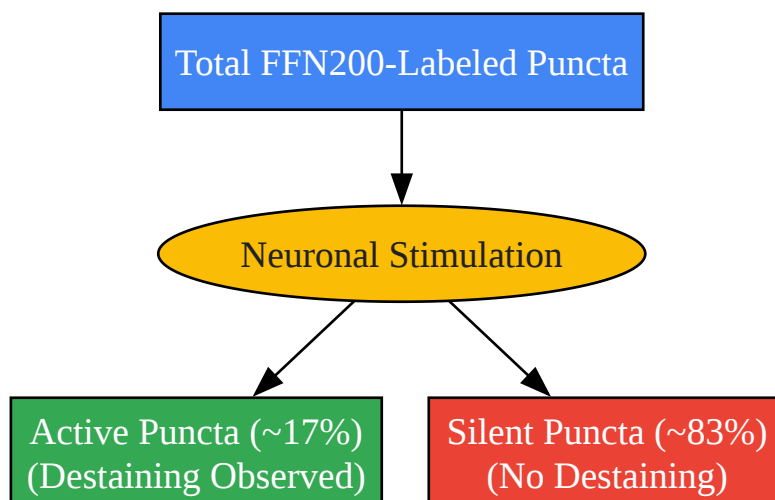 Total FFN200-Labeled Puncta
Neuronal Stimulation
Active Puncta (~17%)
(Destaining Observed)
Silent Puncta (~83%)
(No Destaining)